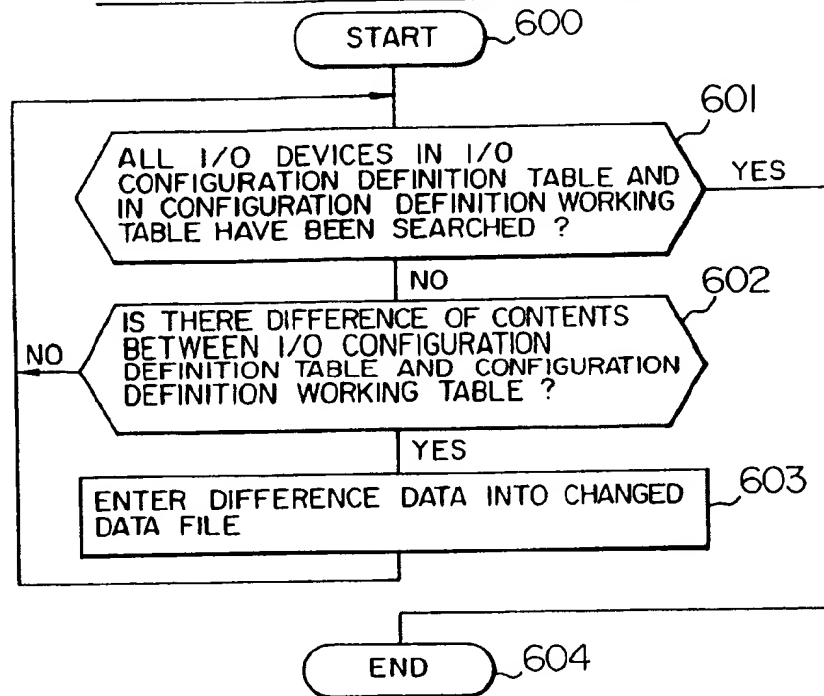 START
600
601
ALL I/O DEVICES IN I/O
CONFIGURATION DEFINITION TABLE AND
IN CONFIGURATION DEFINITION WORKING
TABLE HAVE BEEN SEARCHED ?
YES
NO
602
IS THERE DIFFERENCE OF CONTENTS
BETWEEN I/O CONFIGURATION
DEFINITION TABLE AND CONFIGURATION
DEFINITION WORKING TABLE ?
NO
YES
603
ENTER DIFFERENCE DATA INTO CHANGED
DATA FILE
END
604